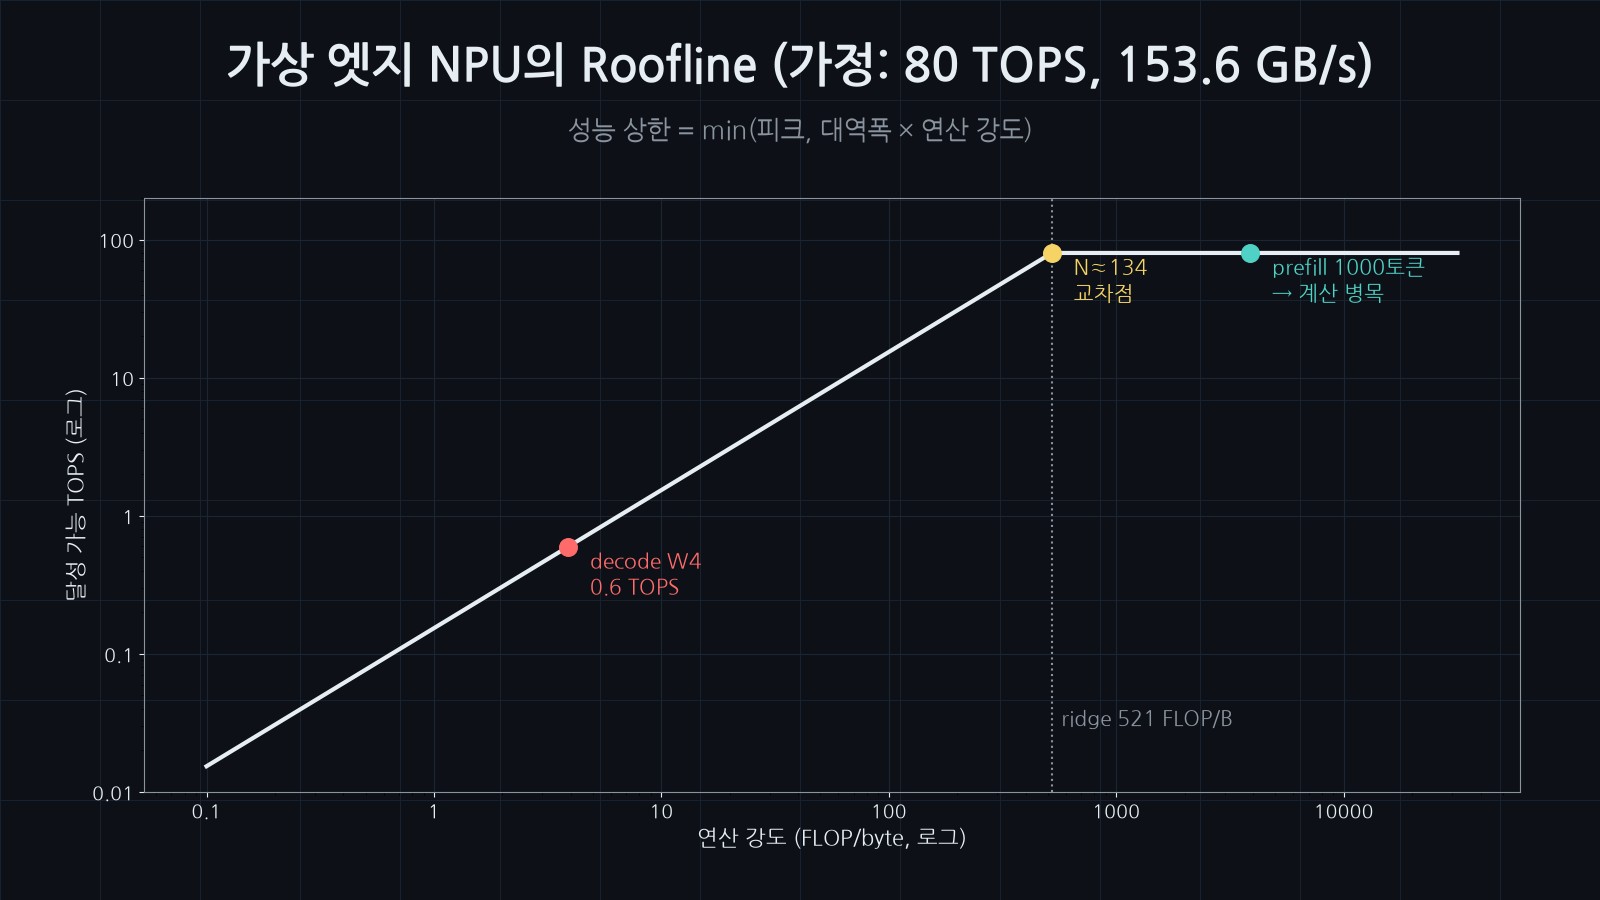 가상 엣지 NPU의 Roofline (가정: 80 TOPS, 153.6 GB/s)
성능 상한 = min(피크, 대역폭 × 연산 강도)
달성 가능 TOPS (로그)
100
10
1
0.1
0.01
N≈134
교차점
prefill 1000토큰
→ 계산 병목
decode W4
0.6 TOPS
ridge 521 FLOP/B
0.1
1
10
100
1000
10000
연산 강도 (FLOP/byte, 로그)